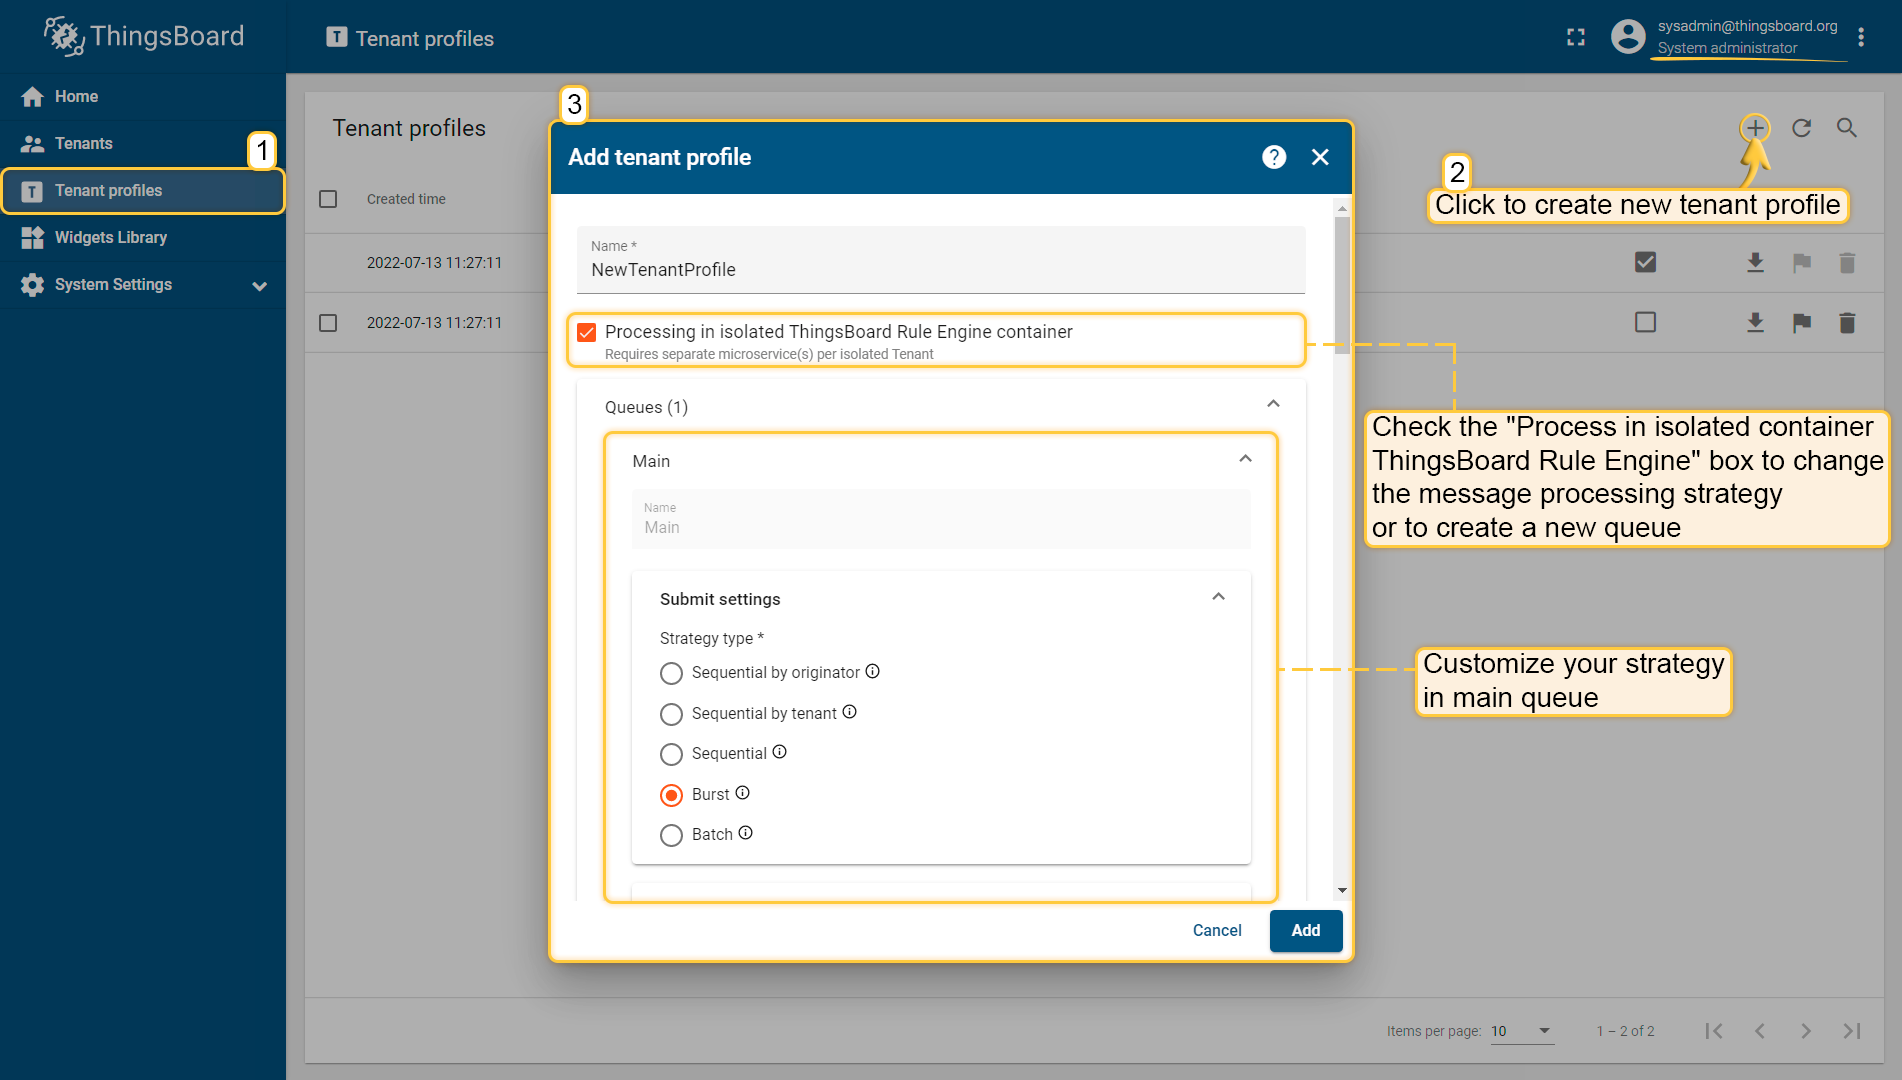 ThingsBoard
Tenant profiles
sysadmin@thingsboard.org
System administrator
Home
Tenants
1
Tenant profiles
Widgets Library
System Settings
Tenant profiles
Created time
2022-07-13 11:27:11
2022-07-13 11:27:11
2
Click to create new tenant profile
3
Add tenant profile
Name *
NewTenantProfile
Processing in isolated ThingsBoard Rule Engine container
Requires separate microservice(s) per isolated Tenant
Queues (1)
Main
Name
Main
Submit settings
Strategy type *
Sequential by originator
Sequential by tenant
Sequential
Burst
Batch
Cancel
Add
Check the "Process in isolated container
ThingsBoard Rule Engine" box to change
the message processing strategy
or to create a new queue
Customize your strategy
in main queue
Items per page: 10
1 – 2 of 2